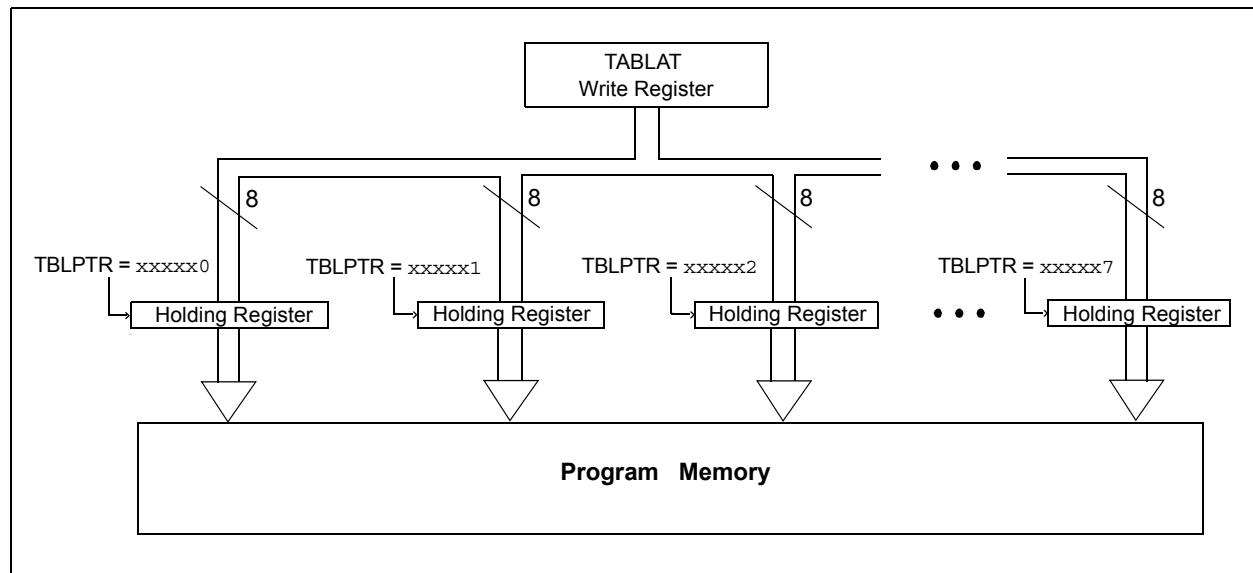 TABLAT
Write Register
8
8
8
8
TBLPTR = xxxxx0
TBLPTR = xxxxx1
TBLPTR = xxxxx2
TBLPTR = xxxxx7
Holding Register
Holding Register
Holding Register
Holding Register
Program Memory